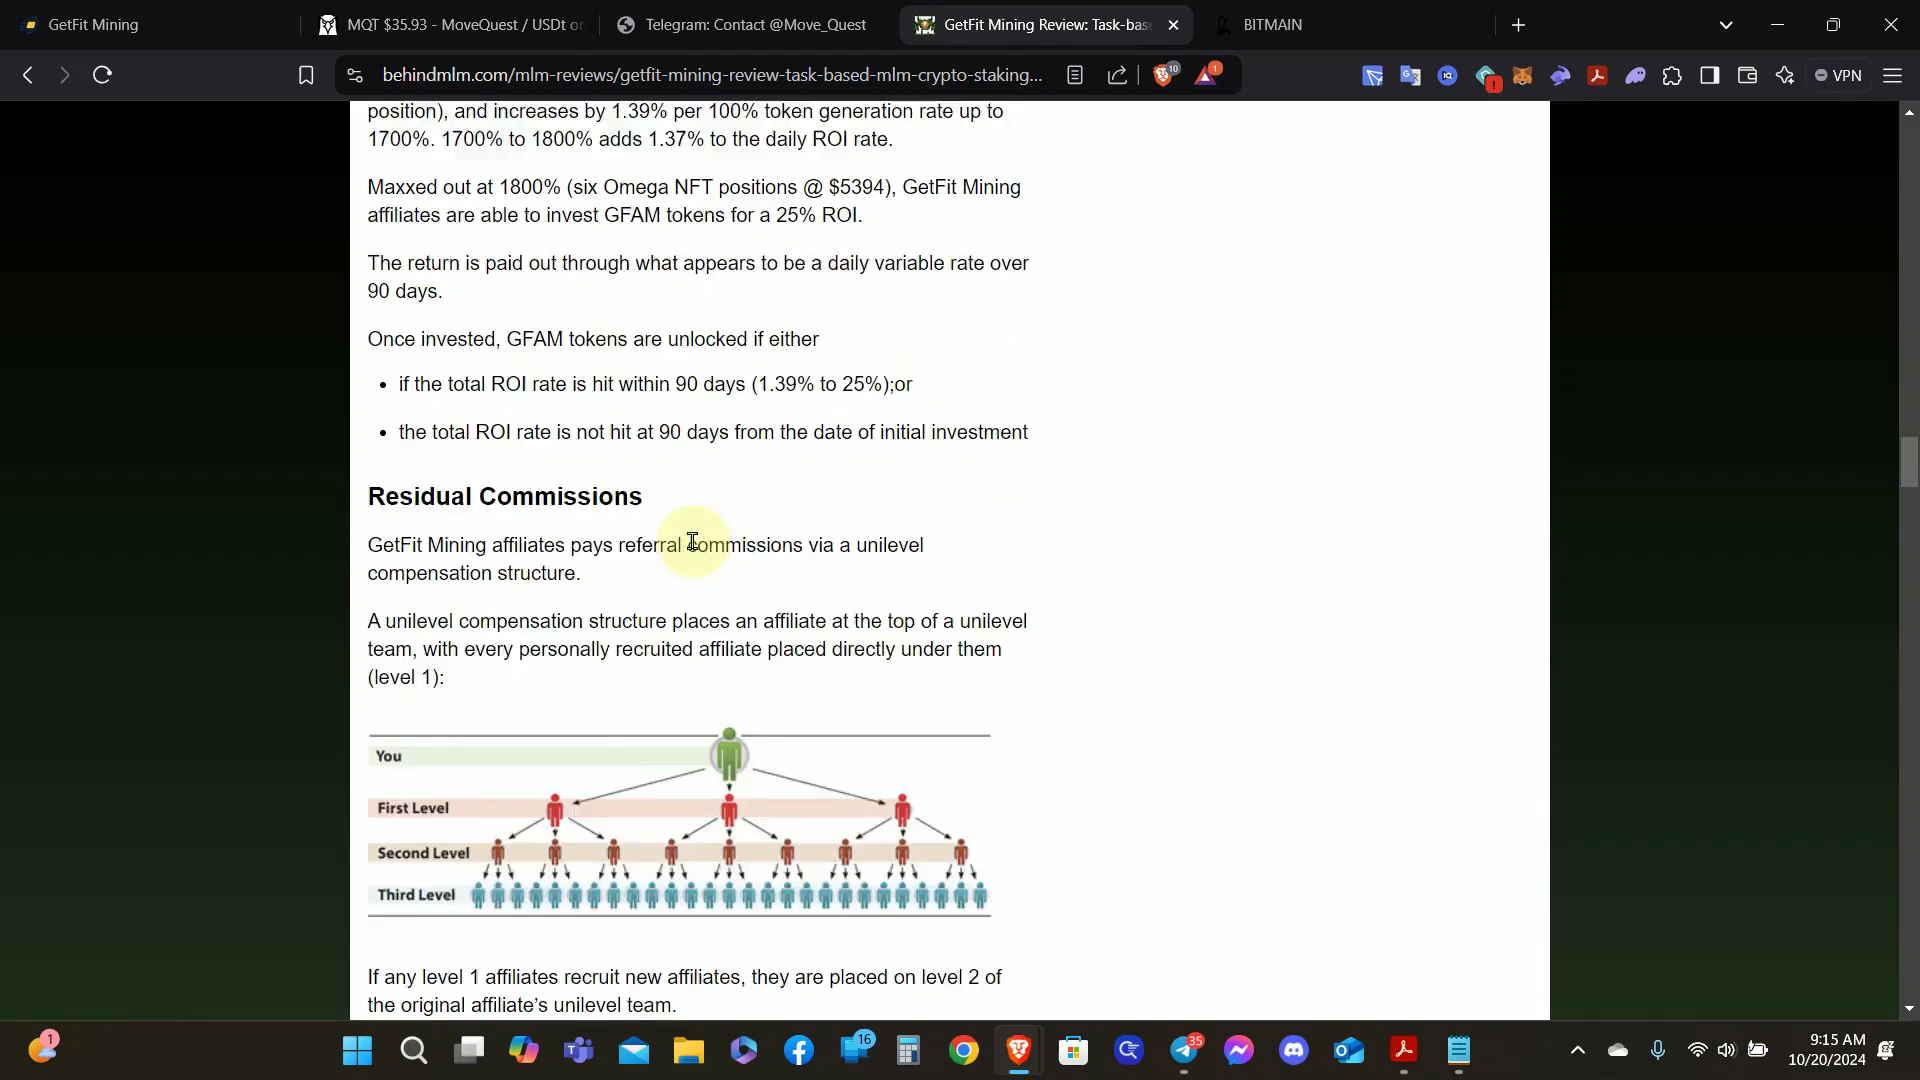 GetFit Mining
MQT $35.93 - MoveQuest / USDt or
Telegram: Contact @Move_Quest
GetFit Mining Review: Task-bas
BITMAIN
behindmlm.com/mlm-reviews/getfit-mining-review-task-based-mlm-crypto-staking...
10
1
VPN
position), and increases by 1.39% per 100% token generation rate up to
1700%. 1700% to 1800% adds 1.37% to the daily ROI rate.
Maxxed out at 1800% (six Omega NFT positions @ $5394), GetFit Mining
affiliates are able to invest GFAM tokens for a 25% ROI.
The return is paid out through what appears to be a daily variable rate over
90 days.
Once invested, GFAM tokens are unlocked if either
• if the total ROI rate is hit within 90 days (1.39% to 25%);or
• the total ROI rate is not hit at 90 days from the date of initial investment
Residual Commissions
GetFit Mining affiliates pays referral commissions via a unilevel
compensation structure.
A unilevel compensation structure places an affiliate at the top of a unilevel
team, with every personally recruited affiliate placed directly under them
(level 1):
You
First Level
Second Level
Third Level
If any level 1 affiliates recruit new affiliates, they are placed on level 2 of
the original affiliate's unilevel team.
1
16
35
9:15 AM
10/20/2024